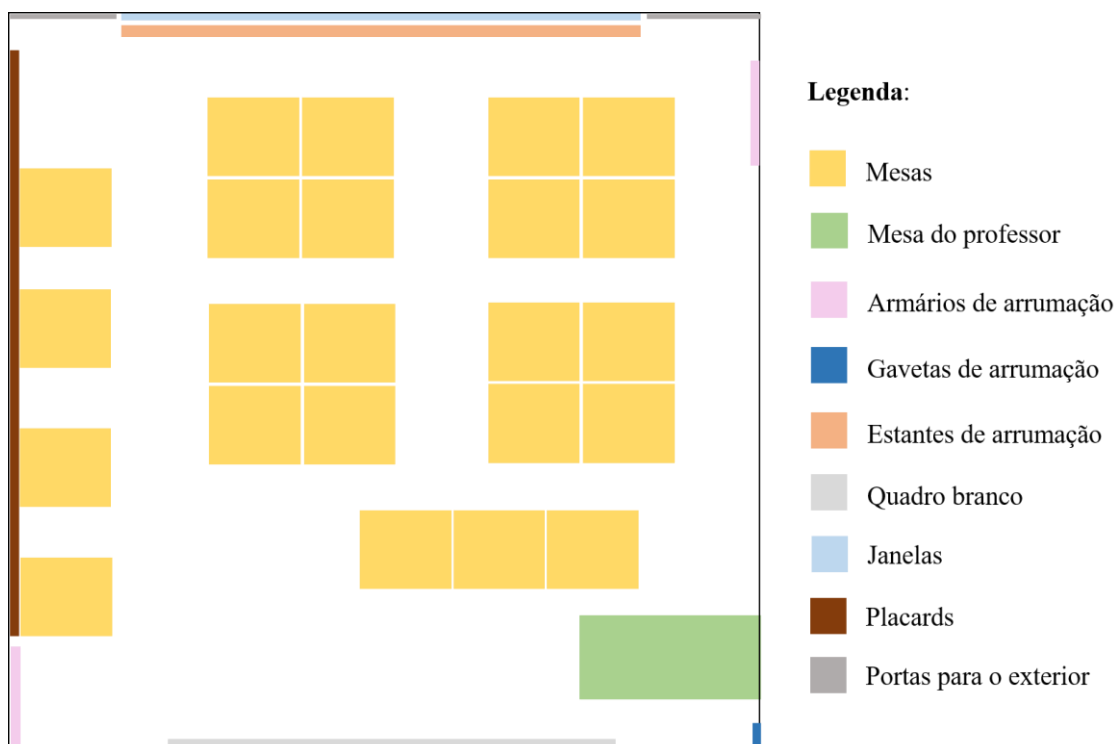 Legenda:
Mesas
Mesa do professor
Armários de arrumação
Gavetas de arrumação
Estantes de arrumação
Quadro branco
Janelas
Placards
Portas para o exterior